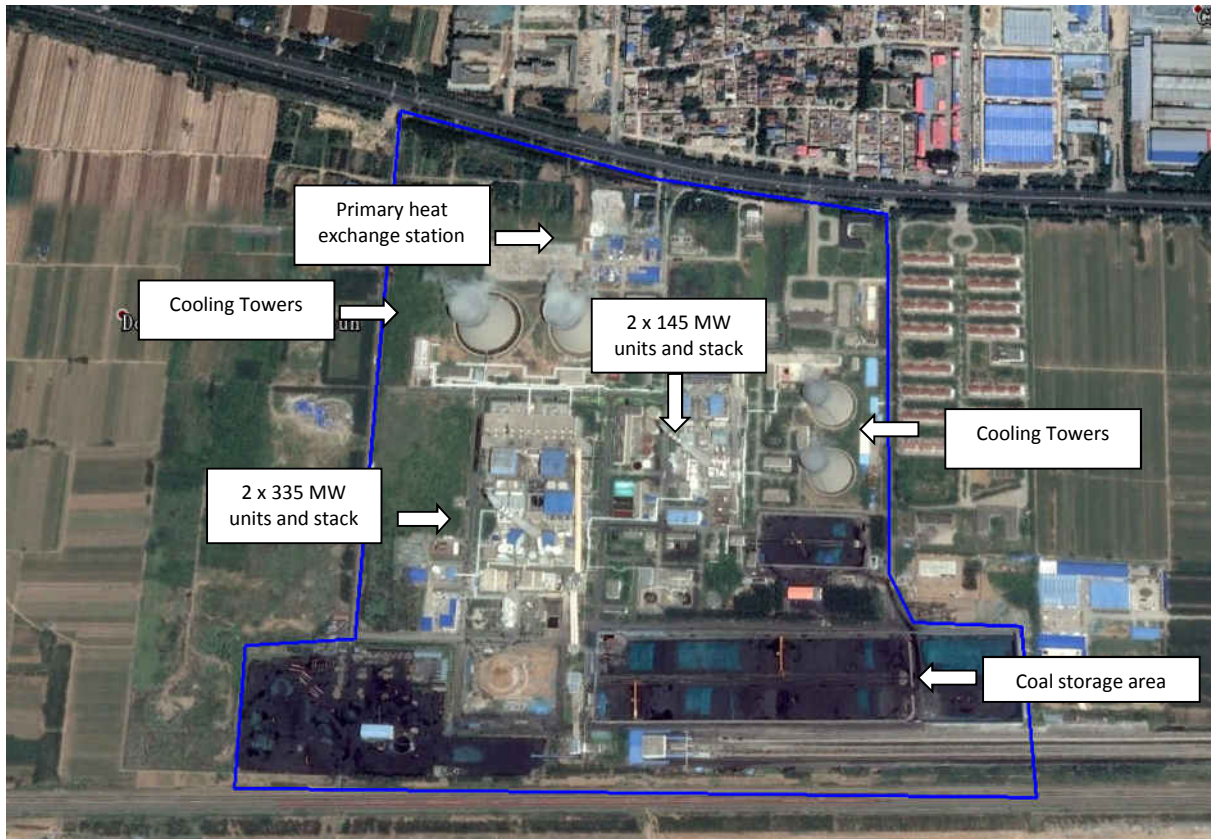 Primary heat
exchange station
Cooling Towers
2 x 145 MW
units and stack
Cooling Towers
2 x 335 MW
units and stack
Coal storage area